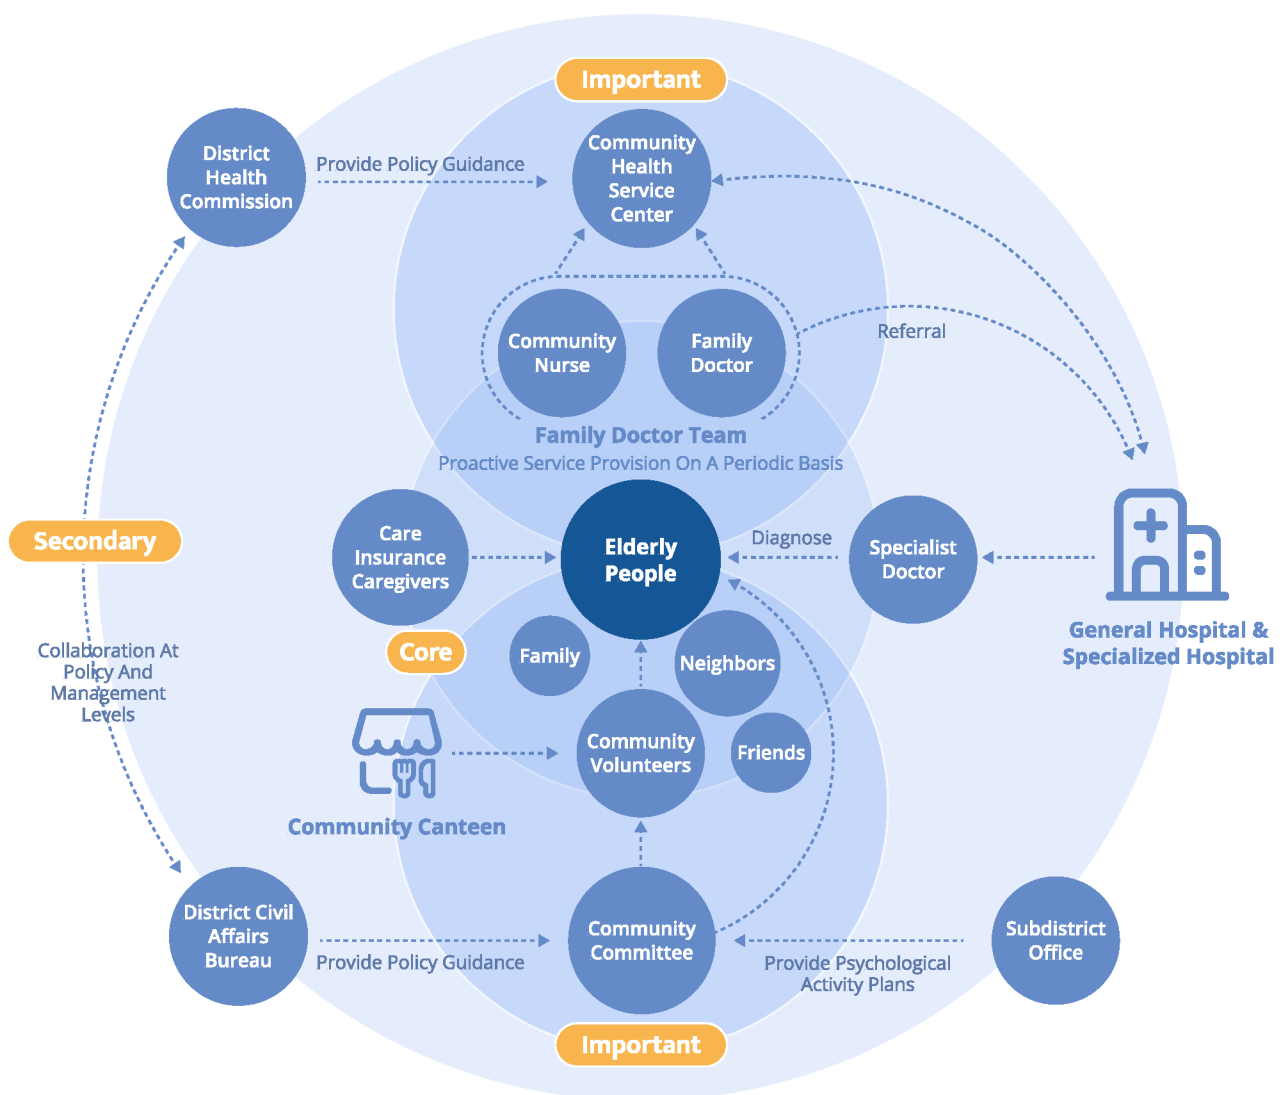 Important
District
Health
Commission
Provide Policy Guidance
Community
Health
Service
Center
Community
Nurse
Family
Doctor
Referral
Family Doctor Team
Proactive Service Provision On A Periodic Basis
Secondary
Care
Insurance
Caregivers
Elderly
People
Diagnose
Specialist
Doctor
General Hospital &
Specialized Hospital
Core
Family
Neighbors
Collaboration At
Policy And
Management
Levels
Community
Volunteers
Friends
Community Canteen
District Civil
Affairs
Bureau
Provide Policy Guidance
Community
Committee
Provide Psychological
Activity Plans
Subdistrict
Office
Important